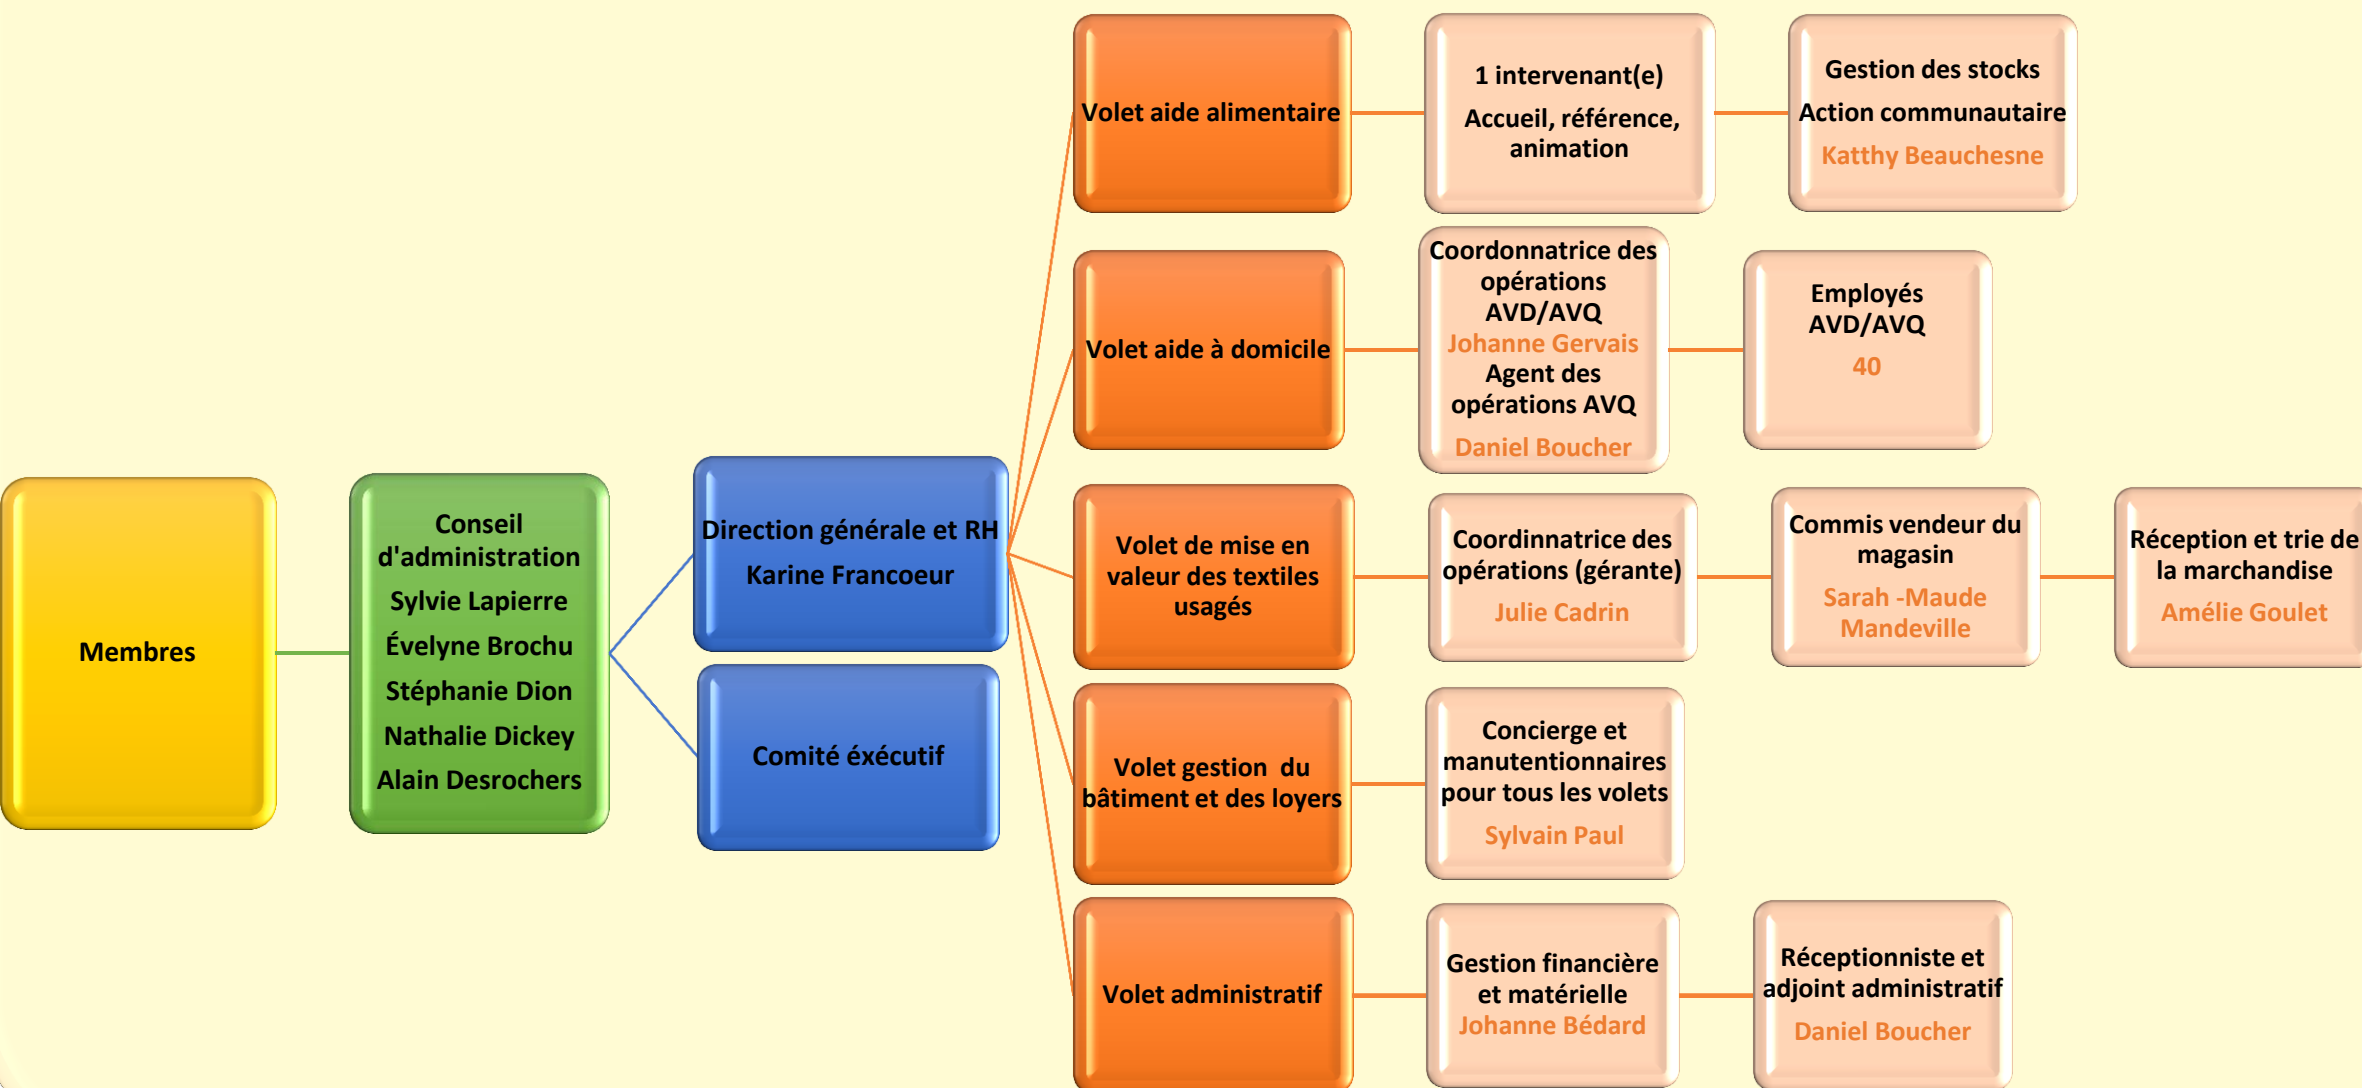 Membres
Conseil
d'administration
Sylvie Lapierre
Évelyne Brochu
Stéphanie Dion
Nathalie Dickey
Alain Desrochers
Direction générale et RH
Karine Francoeur
Comité éxécutif
Volet aide alimentaire
1 intervenant(e)
Accueil, référence,
animation
Gestion des stocks
Action communautaire
Katthy Beauchesne
Volet aide à domicile
Coordonnatrice des
opérations
AVD/AVQ
Johanne Gervais
Agent des
opérations AVQ
Daniel Boucher
Employés
AVD/AVQ
40
Volet de mise en
valeur des textiles
usagés
Coordinnatrice des
opérations (gérante)
Julie Cadrin
Commis vendeur du
magasin
Sarah -Maude
Mandeville
Réception et trie de
la marchandise
Amélie Goulet
Volet gestion  du
bâtiment et des loyers
Concierge et
manutentionnaires
pour tous les volets
Sylvain Paul
Volet administratif
Gestion financière
et matérielle
Johanne Bédard
Réceptionniste et
adjoint administratif
Daniel Boucher